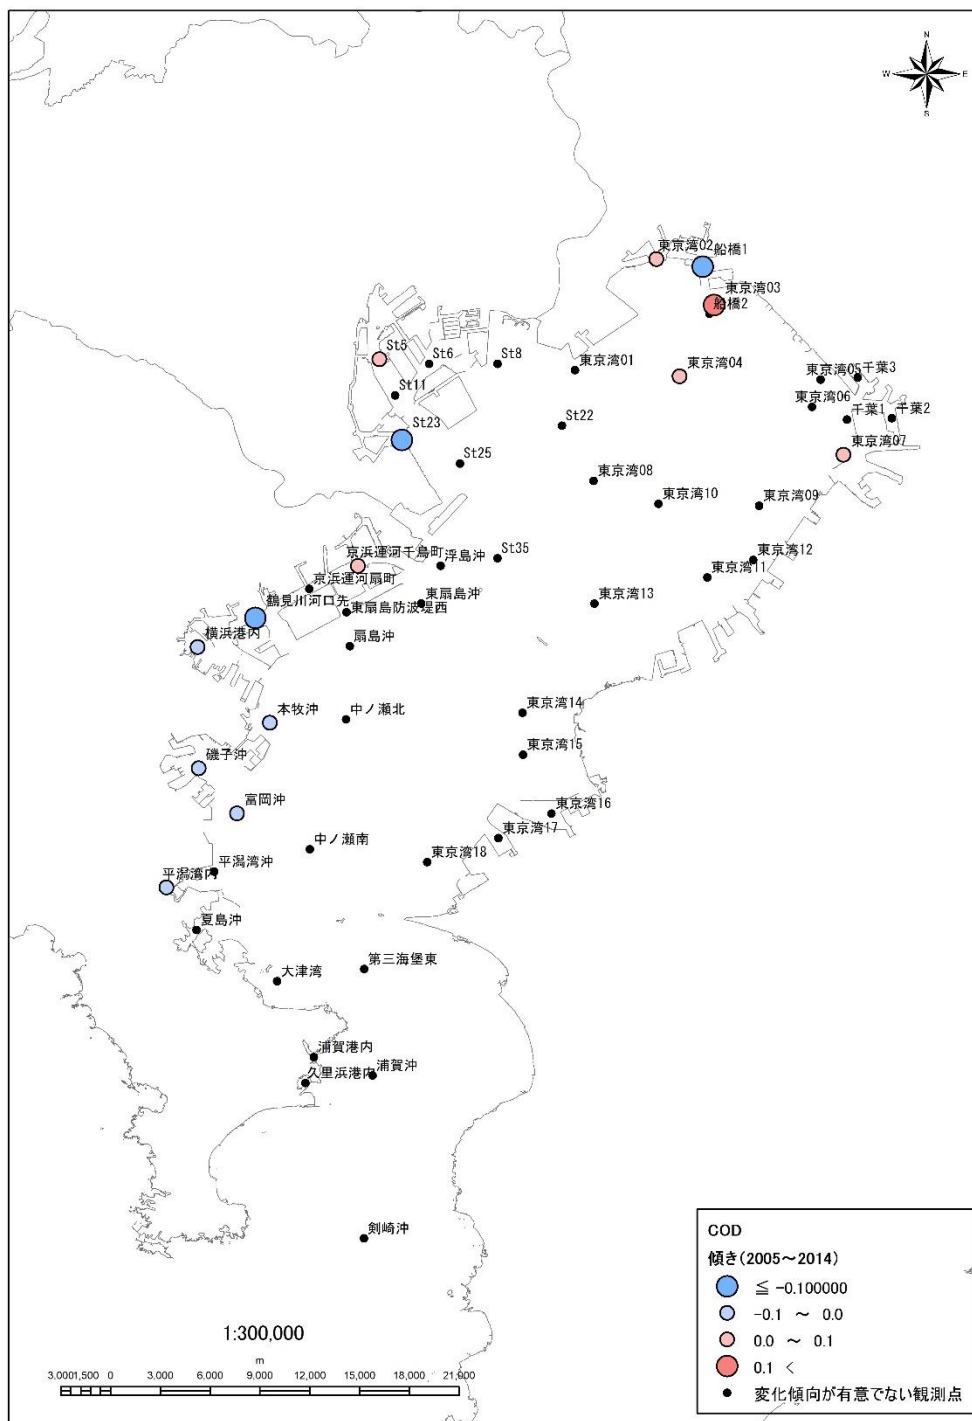 N
W
E
S
東京湾02
船橋1
東京湾03
船橋2
St5
St6
St8
東京湾01
東京湾04
St11
東京湾05
千葉3
東京湾06
千葉1
千葉2
St23
St22
東京湾07
St25
東京湾08
東京湾10
東京湾09
京浜運河千鳥町
浮島沖
St35
東京湾12
京浜運河扇町
東京湾11
鶴見川河口先
東扇島防波堤西
東扇島沖
東京湾13
横浜港内
扇島沖
本牧沖
中ノ瀬北
東京湾14
磯子沖
東京湾15
富岡沖
東京湾16
中ノ瀬南
東京湾17
平潟湾沖
東京湾18
平潟湾内
夏島沖
大津湾
第三海堡東
浦賀港内
久里浜港内
浦賀沖
剣崎沖
1:300,000
m
3,000 1,500 0 3,000 6,000 9,000 12,000 15,000 18,000 21,000
COD
傾き(2005～2014)
≦ -0.100000
-0.1 ～ 0.0
0.0 ～ 0.1
0.1 <
変化傾向が有意でない観測点